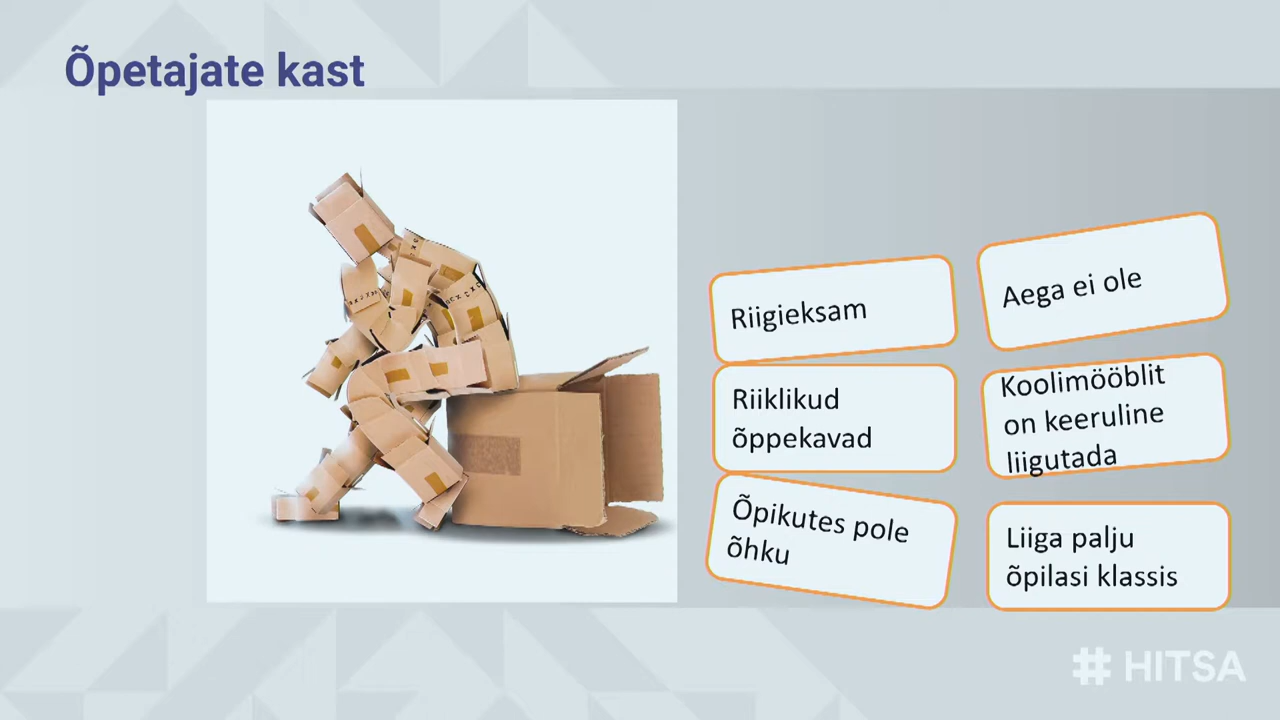 Õpetajate kast
Riigieksam
Aega ei ole
Riiklikud
õppekavad
Koolimööblit
on keeruline
liigutada
Õpikutes pole
õhku
Liiga palju
õpilasi klassis
# HITSA